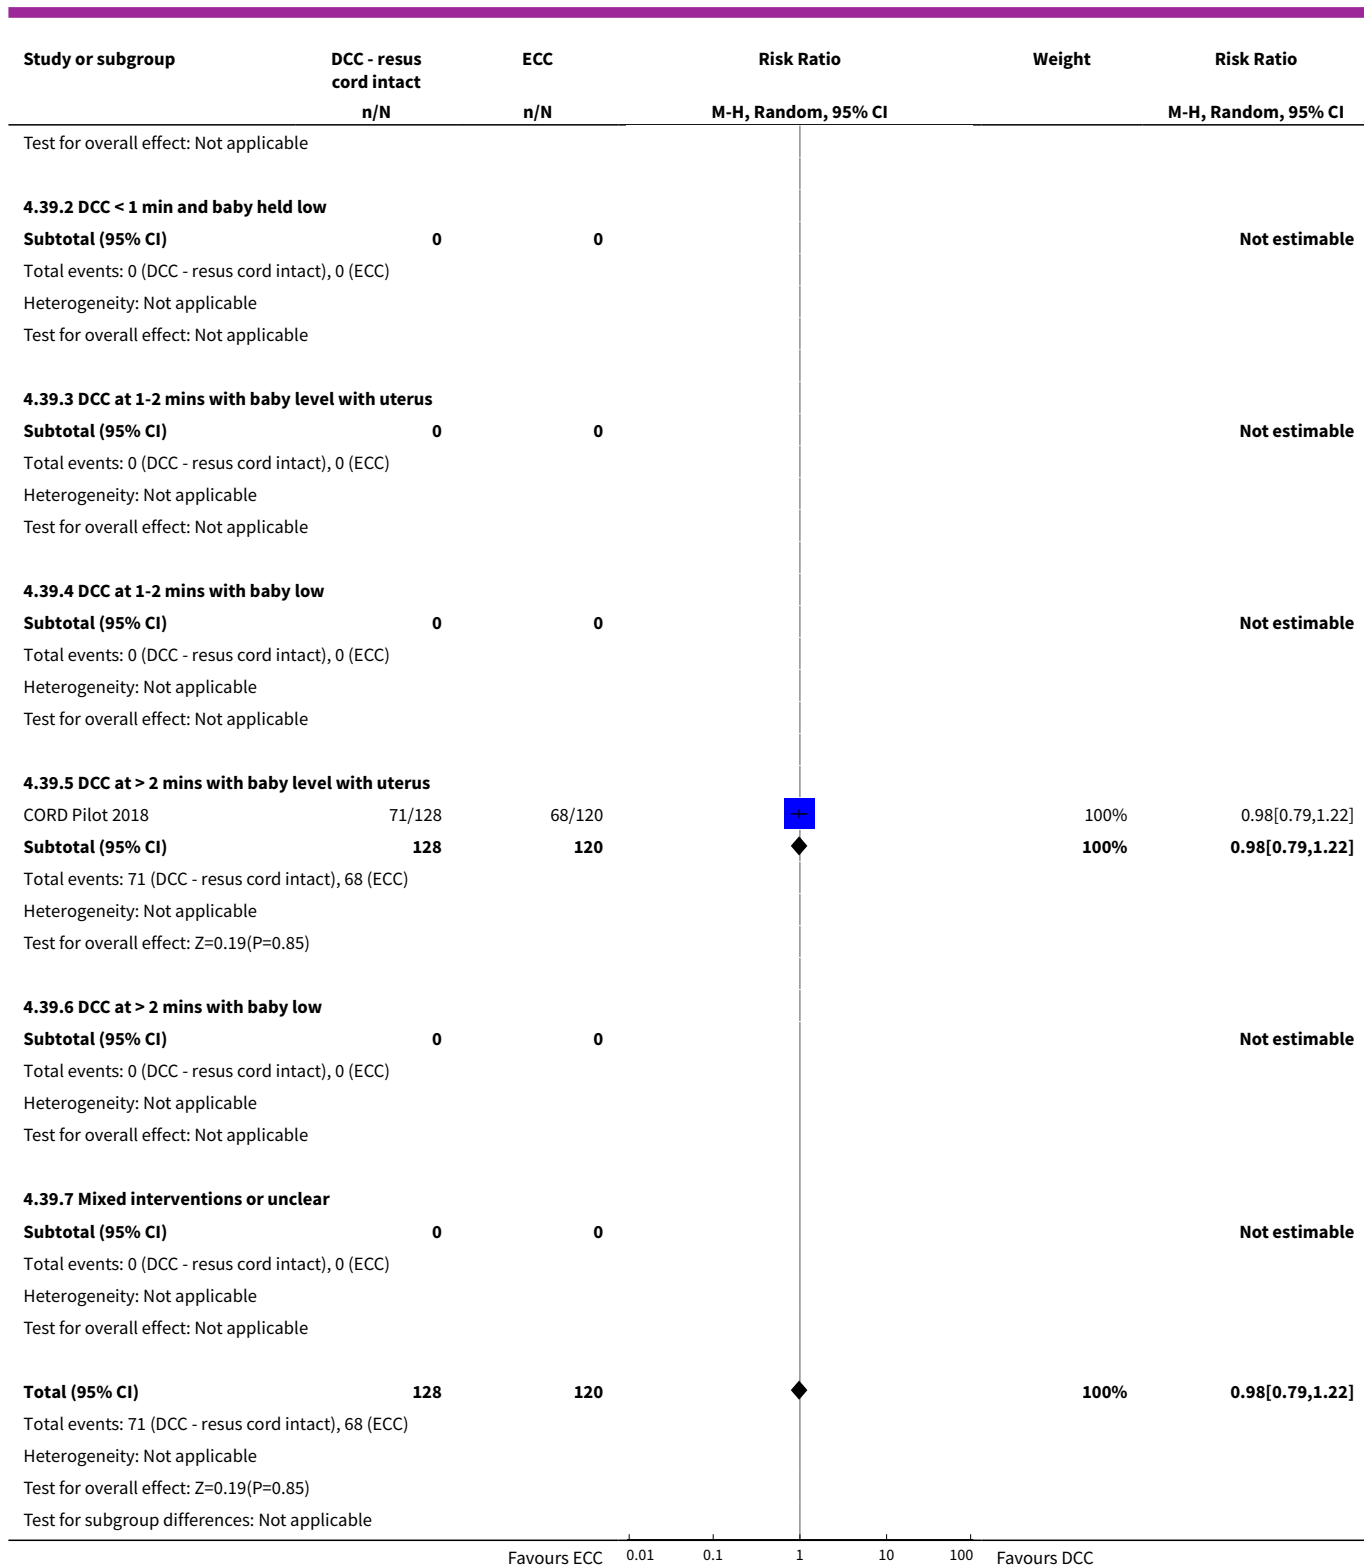 Study or subgroup DCC - resus cord intact ECC Risk Ratio Weight Risk Ratio
n/N n/N M-H, Random, 95% CI M-H, Random, 95% CI
Test for overall effect: Not applicable
4.39.2 DCC < 1 min and baby held low
Subtotal (95% CI) 0 0 Not estimable
Total events: 0 (DCC - resus cord intact), 0 (ECC)
Heterogeneity: Not applicable
Test for overall effect: Not applicable
4.39.3 DCC at 1-2 mins with baby level with uterus
Subtotal (95% CI) 0 0 Not estimable
Total events: 0 (DCC - resus cord intact), 0 (ECC)
Heterogeneity: Not applicable
Test for overall effect: Not applicable
4.39.4 DCC at 1-2 mins with baby low
Subtotal (95% CI) 0 0 Not estimable
Total events: 0 (DCC - resus cord intact), 0 (ECC)
Heterogeneity: Not applicable
Test for overall effect: Not applicable
4.39.5 DCC at > 2 mins with baby level with uterus
CORD Pilot 2018 71/128 68/120 100% 0.98[0.79,1.22]
Subtotal (95% CI) 128 120 100% 0.98[0.79,1.22]
Total events: 71 (DCC - resus cord intact), 68 (ECC)
Heterogeneity: Not applicable
Test for overall effect: Z=0.19(P=0.85)
4.39.6 DCC at > 2 mins with baby low
Subtotal (95% CI) 0 0 Not estimable
Total events: 0 (DCC - resus cord intact), 0 (ECC)
Heterogeneity: Not applicable
Test for overall effect: Not applicable
4.39.7 Mixed interventions or unclear
Subtotal (95% CI) 0 0 Not estimable
Total events: 0 (DCC - resus cord intact), 0 (ECC)
Heterogeneity: Not applicable
Test for overall effect: Not applicable
Total (95% CI) 128 120 100% 0.98[0.79,1.22]
Total events: 71 (DCC - resus cord intact), 68 (ECC)
Heterogeneity: Not applicable
Test for overall effect: Z=0.19(P=0.85)
Test for subgroup differences: Not applicable
Favours ECC 0.01 0.1 1 10 100 Favours DCC